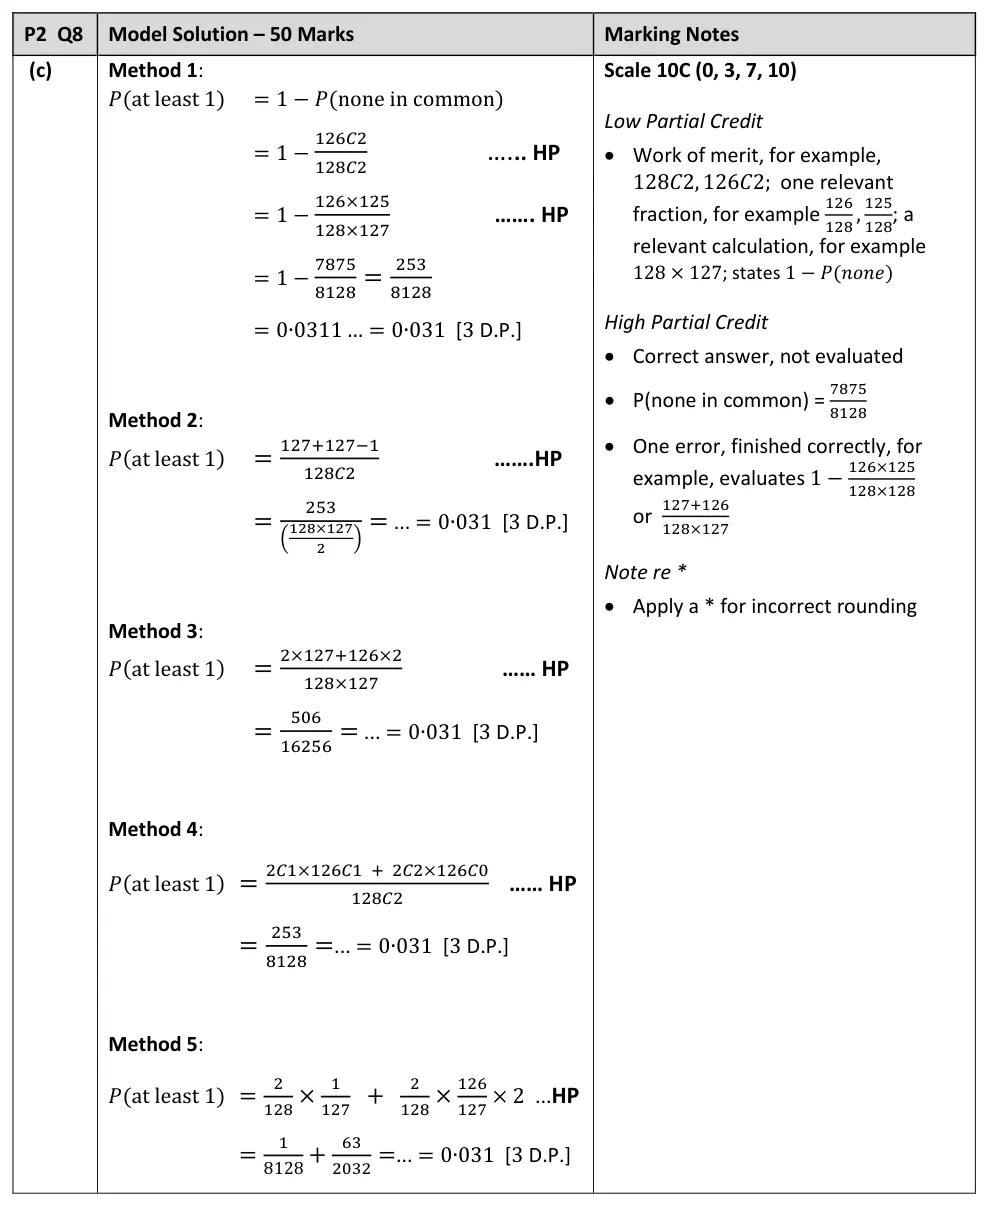 P2 Q8 Model Solution – 50 Marks Marking Notes
(c)
Method 1:
P(at least 1) = 1 − P(none in common)
= 1 − 126C2/128C2 …... HP
= 1 − 126×125/128×127 ……. HP
= 1 − 7875/8128 = 253/8128
= 0·0311 … = 0·031 [3 D.P.]
Method 2:
P(at least 1) = 127+127−1/128C2 …….HP
= 253/(128×127/2) = … = 0·031 [3 D.P.]
Method 3:
P(at least 1) = 2×127+126×2/128×127 …… HP
= 506/16256 = … = 0·031 [3 D.P.]
Method 4:
P(at least 1) = 2C1×126C1 + 2C2×126C0/128C2 …… HP
= 253/8128 =… = 0·031 [3 D.P.]
Method 5:
P(at least 1) = 2/128 × 1/127 + 2/128 × 126/127 × 2 …HP
= 1/8128 + 63/2032 =… = 0·031 [3 D.P.]
Scale 10C (0, 3, 7, 10)
Low Partial Credit
• Work of merit, for example,
128C2, 126C2; one relevant
fraction, for example 126/128, 125/128; a
relevant calculation, for example
128 × 127; states 1 − P(none)
High Partial Credit
• Correct answer, not evaluated
• P(none in common) = 7875/8128
• One error, finished correctly, for
example, evaluates 1 − 126×125/128×128
or 127+126/128×127
Note re *
• Apply a * for incorrect rounding